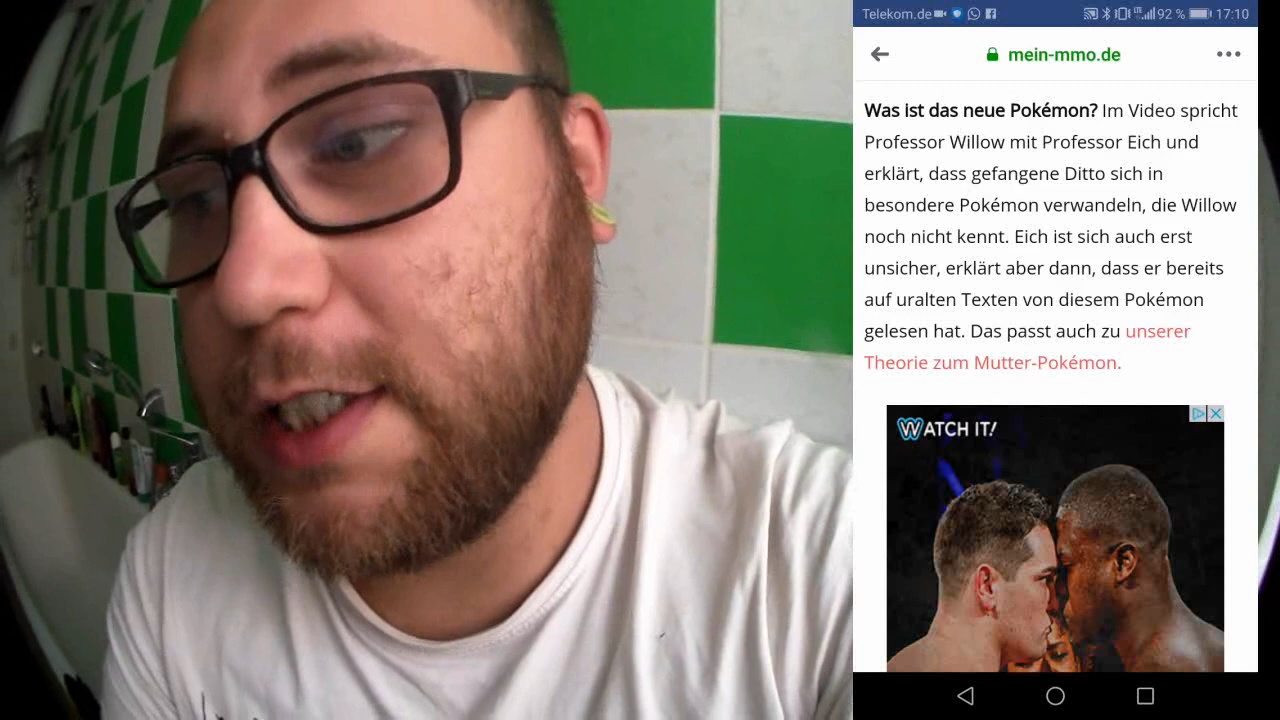 Telekom.de 92 % 17:10
mein-mmo.de
Was ist das neue Pokémon? Im Video spricht
Professor Willow mit Professor Eich und
erklärt, dass gefangene Ditto sich in
besondere Pokémon verwandeln, die Willow
noch nicht kennt. Eich ist sich auch erst
unsicher, erklärt aber dann, dass er bereits
auf uralten Texten von diesem Pokémon
gelesen hat. Das passt auch zu unserer
Theorie zum Mutter-Pokémon.
WATCH IT!